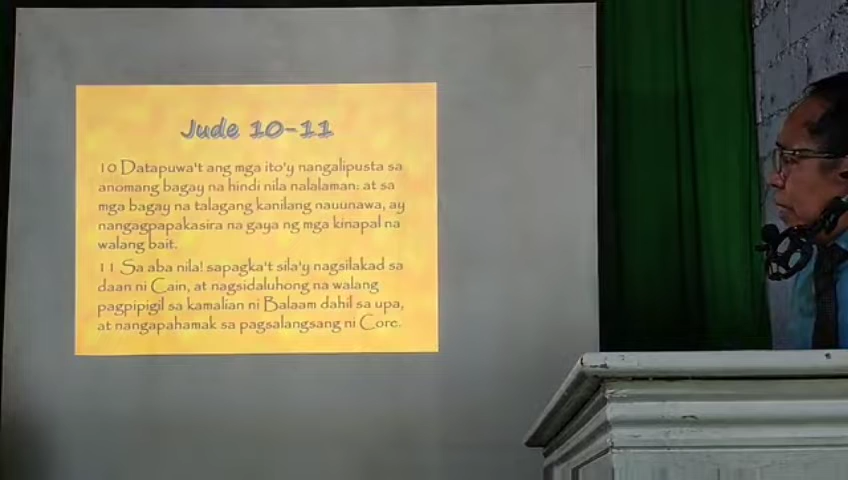 Jude 10-11
10 Datapuwa't ang mga ito'y nangalipusta sa
anomang bagay na hindi nila nalalaman: at sa
mga bagay na talagang kanilang nauunawa, ay
nangagpapakasira na gaya ng mga kinapal na
walang bait.
11 Sa aba nila! sapagka't sila'y nagsilakad sa
daan ni Cain, at nagsidaluhong na walang
pagpipigil sa kamalian ni Balaam dahil sa upa,
at nangapahamak sa pagsalangsang ni Core.